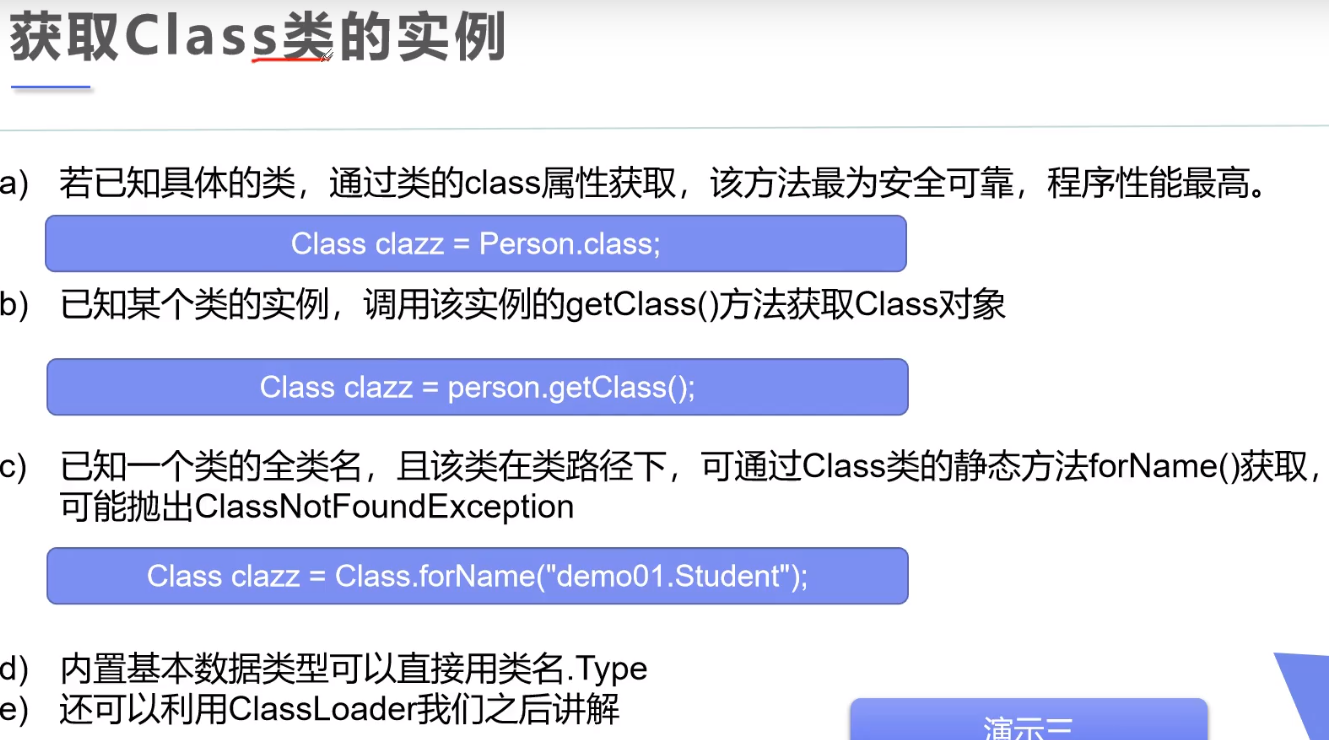 获取Class类的实例
a) 若已知具体的类，通过类的class属性获取，该方法最为安全可靠，程序性能最高。
Class clazz = Person.class;
b) 已知某个类的实例，调用该实例的getClass()方法获取Class对象
Class clazz = person.getClass();
c) 已知一个类的全类名，且该类在类路径下，可通过Class类的静态方法forName()获取，
可能抛出ClassNotFoundException
Class clazz = Class.forName("demo01.Student");
d) 内置基本数据类型可以直接用类名.Type
e) 还可以利用ClassLoader我们之后讲解
演示三